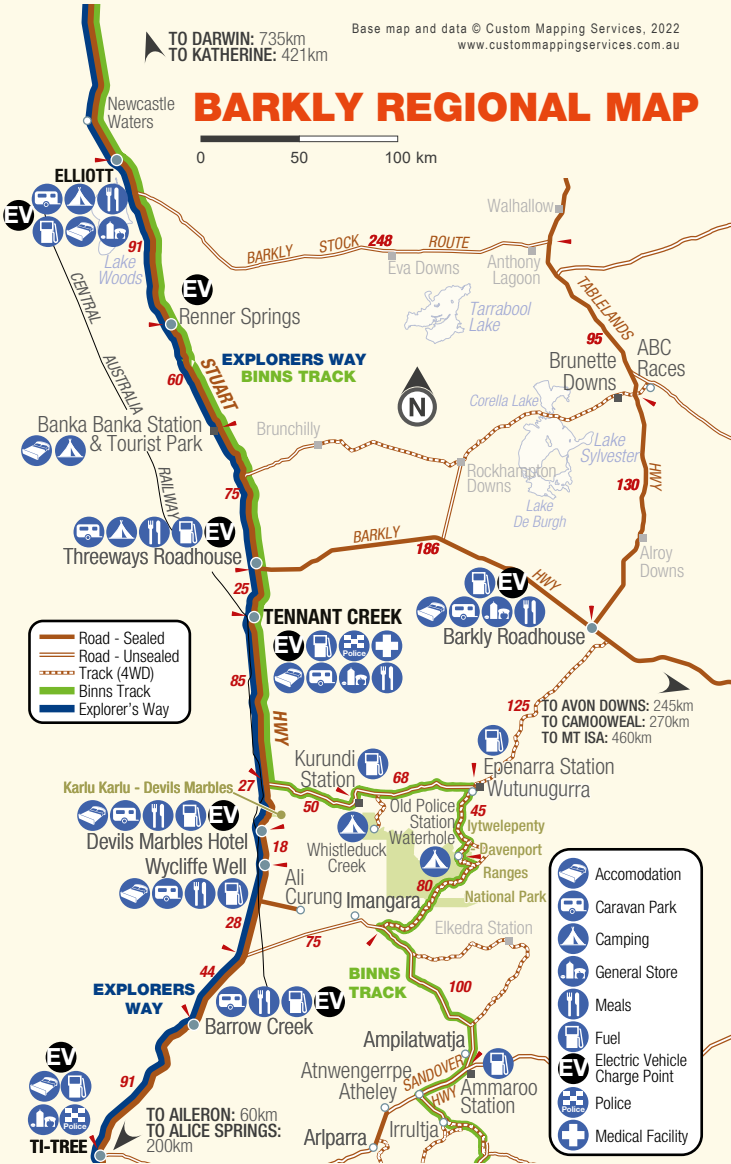 TO DARWIN: 735km
TO KATHERINE: 421km
Base map and data © Custom Mapping Services, 2022
www.custommappingservices.com.au
BARKLY REGIONAL MAP
0 50 100 km
Newcastle
Waters
ELLIOTT
EV
91
Lake
Woods
BARKLY STOCK 248 ROUTE
Eva Downs
Walhallow
Anthony
Lagoon
CENTRAL
AUSTRALIA
RAILWAY
EV
Renner Springs
Tarrabool
Lake
TABLELANDS
95
ABC
Races
Brunette
Downs
60
STUART
EXPLORERS WAY
BINNS TRACK
N
Corella Lake
Banka Banka Station
& Tourist Park
Brunchilly
Lake
Sylvester
Rockhampton
Downs
HWY
130
75
Lake
De Burgh
EV
Threeways Roadhouse
BARKLY
186
HWY
Alroy
Downs
25
EV
Barkly Roadhouse
TENNANT CREEK
EV
Police
Road - Sealed
Road - Unsealed
Track (4WD)
Binns Track
Explorer's Way
85
HWY
125
TO AVON DOWNS: 245km
TO CAMOOWEAL: 270km
TO MT ISA: 460km
Kurundi
Station
68
Epenarra Station
Wutunugurra
27
50
Karlu Karlu - Devils Marbles
EV
Devils Marbles Hotel
18
Wycliffe Well
Old Police
Station
Waterhole
45
Iytwelepenty
Davenport
Ranges
National Park
Whistleduck
Creek
80
Ali
Curung
Imangara
28
75
Elkedra Station
44
EXPLORERS
WAY
BINNS
TRACK
100
EV
Barrow Creek
Ampilatwatja
91
EV
Police
TI-TREE
TO AILERON: 60km
TO ALICE SPRINGS:
200km
Atnwengerrpe
Atheley
SANDOVER
HWY
Ammaroo
Station
Arlparra
Irrultja
Accomodation
Caravan Park
Camping
General Store
Meals
Fuel
EV
Electric Vehicle
Charge Point
Police
Police
Medical Facility